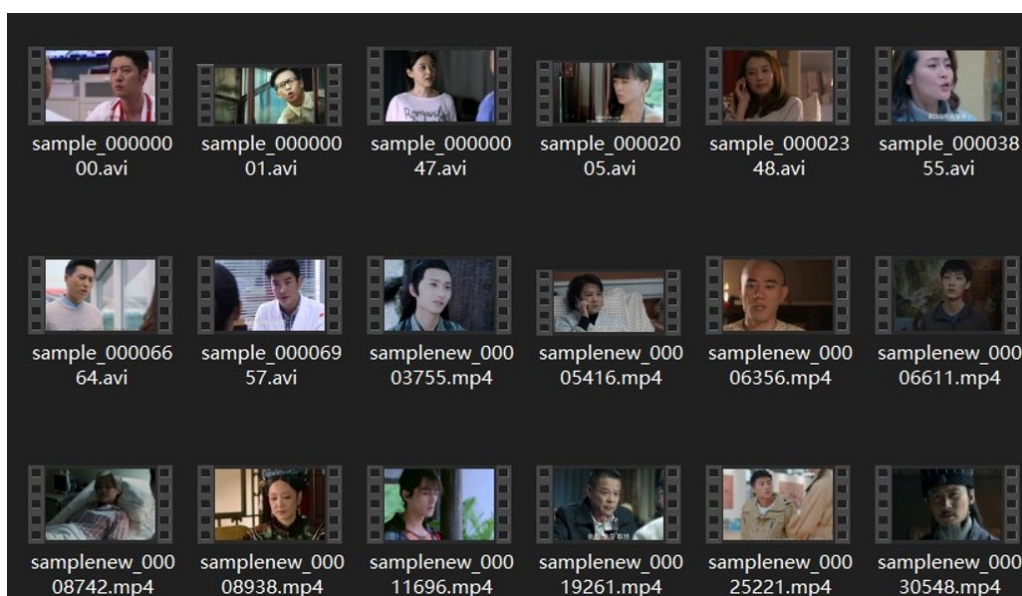 sample_000000
00.avi
sample_000000
01.avi
sample_000000
47.avi
sample_000020
05.avi
sample_000023
48.avi
sample_000038
55.avi
Romance
sample_000066
64.avi
sample_000069
57.avi
samplenew_000
03755.mp4
samplenew_000
05416.mp4
samplenew_000
06356.mp4
samplenew_000
06611.mp4
samplenew_000
08742.mp4
samplenew_000
08938.mp4
samplenew_000
11696.mp4
samplenew_000
19261.mp4
samplenew_000
25221.mp4
samplenew_000
30548.mp4